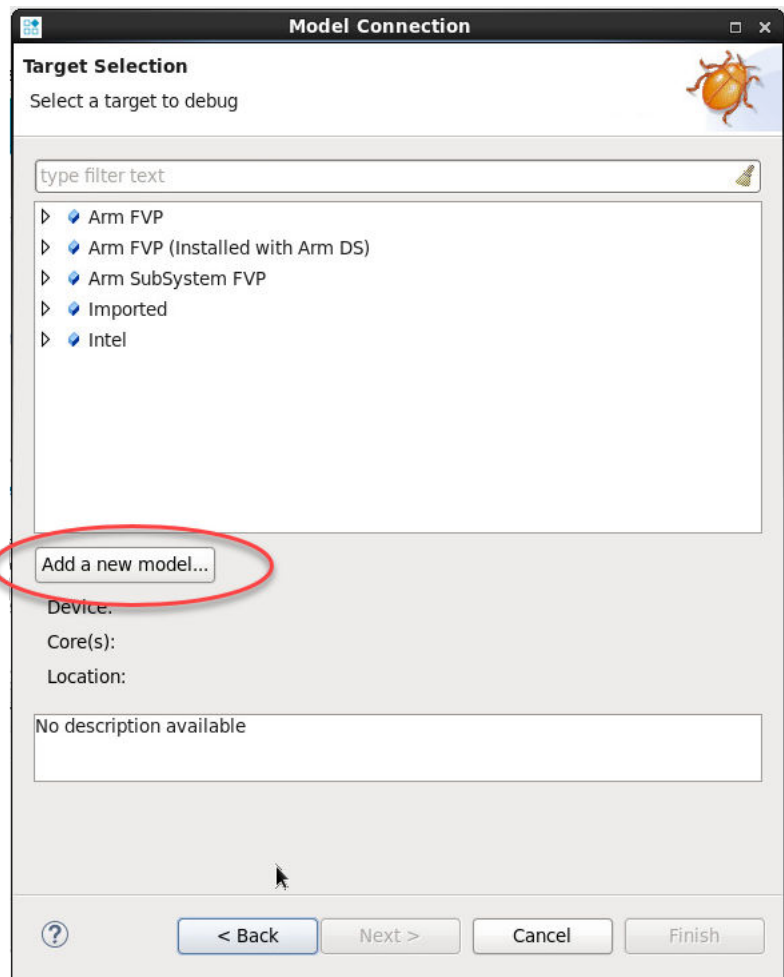 Model Connection
Target Selection
Select a target to debug
type filter text
Arm FVP
Arm FVP (Installed with Arm DS)
Arm SubSystem FVP
Imported
Intel
Add a new model...
Device:
Core(s):
Location:
No description available
< Back Next > Cancel Finish